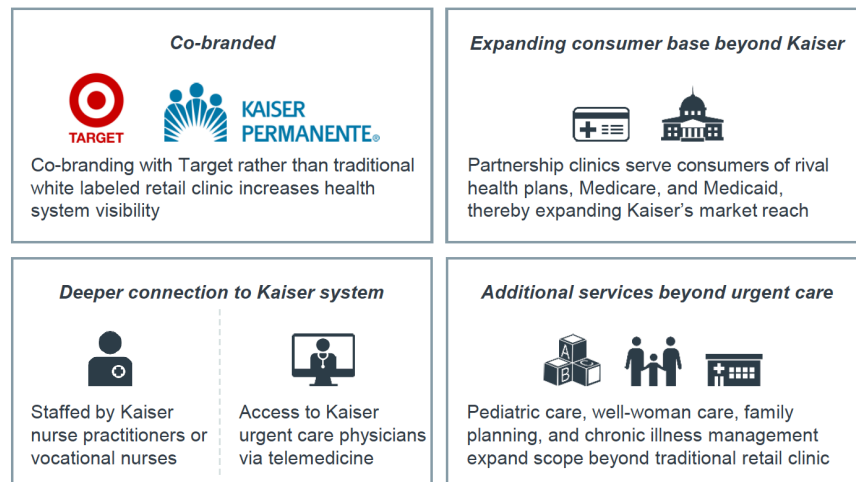 Co-branded
TARGET
KAISER
PERMANENTE®
Co-branding with Target rather than traditional
white labeled retail clinic increases health
system visibility
Expanding consumer base beyond Kaiser
Partnership clinics serve consumers of rival
health plans, Medicare, and Medicaid,
thereby expanding Kaiser's market reach
Deeper connection to Kaiser system
Staffed by Kaiser
nurse practitioners or
vocational nurses
Access to Kaiser
urgent care physicians
via telemedicine
Additional services beyond urgent care
A
B
C
Pediatric care, well-woman care, family
planning, and chronic illness management
expand scope beyond traditional retail clinic